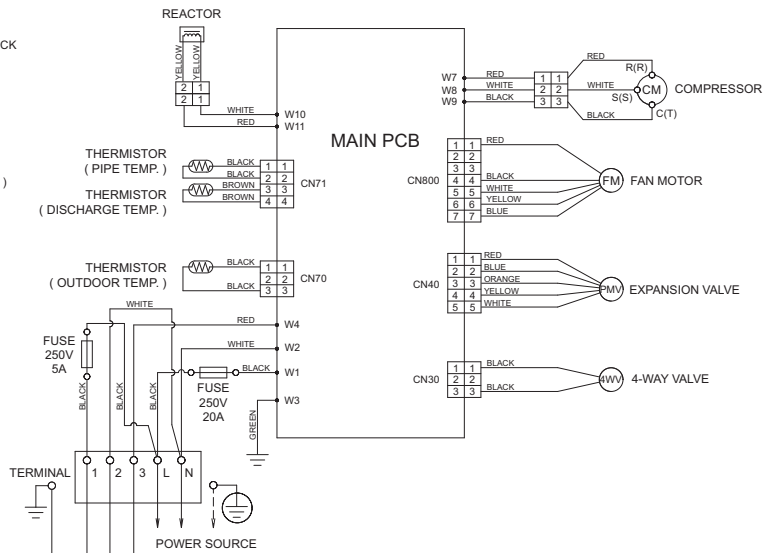 REACTOR
CK
YELLOW
YELLOW
2 1
2 1
WHITE
RED
W10
W11
MAIN PCB
W7
W8
W9
RED
WHITE
BLACK
1 1
2 2
3 3
RED
WHITE
BLACK
R(R)
S(S)
C(T)
CM
COMPRESSOR
THERMISTOR
( PIPE TEMP. )
)
THERMISTOR
( DISCHARGE TEMP. )
BLACK
BLACK
BROWN
BROWN
1 1
2 2
3 3
4 4
CN71
CN800
1 1
2 2
3 3
4 4
5 5
6 6
7 7
RED
BLACK
WHITE
YELLOW
BLUE
FM
FAN MOTOR
THERMISTOR
( OUTDOOR TEMP. )
BLACK
BLACK
1 1
2 2
3 3
CN70
CN40
1 1
2 2
3 3
4 4
5 5
RED
BLUE
ORANGE
YELLOW
WHITE
PMV
EXPANSION VALVE
WHITE
RED
W4
WHITE
W2
BLACK
W1
W3
FUSE
250V
5A
FUSE
250V
20A
BLACK
BLACK
BLACK
GREEN
CN30
1 1
2 2
3 3
BLACK
BLACK
4WV
4-WAY VALVE
TERMINAL
1 2 3 L N
POWER SOURCE